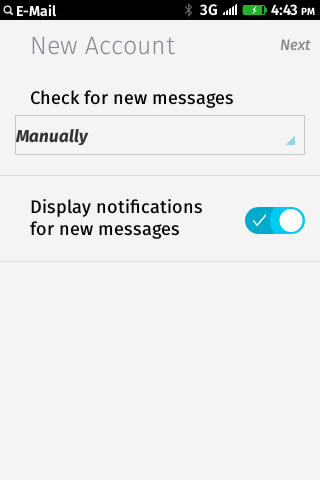 E-Mail 3G 4:43 PM
New Account Next
Check for new messages
Manually
Display notifications
for new messages